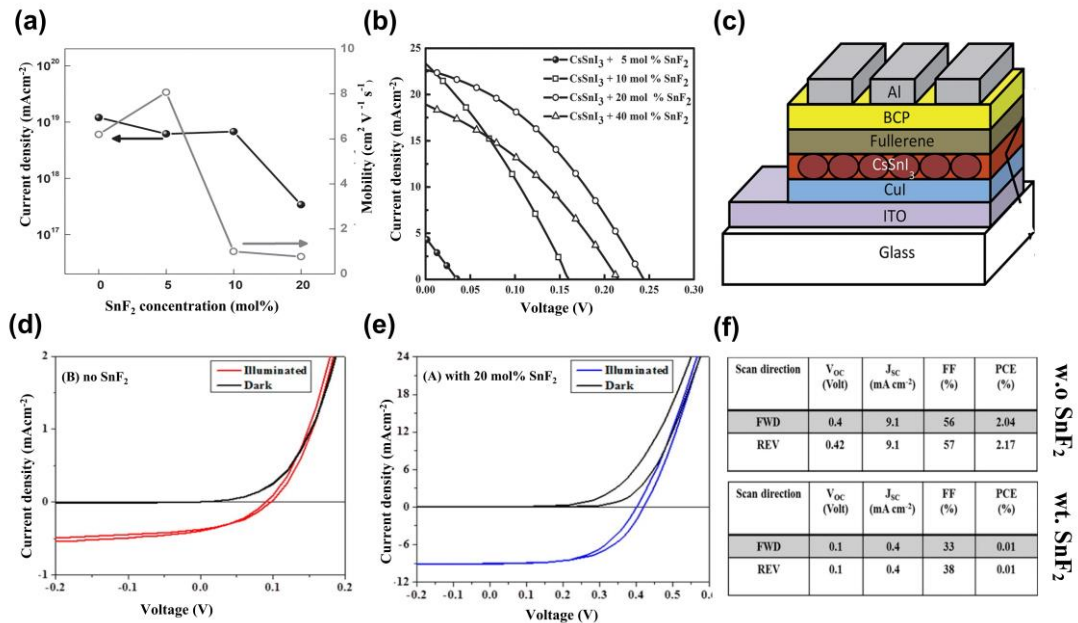 (a)
10²⁰
10¹⁹
10¹⁸
10¹⁷
Current density (mAcm⁻²)
10
8
6
4
2
0
Mobility (cm² V⁻¹ s⁻¹)
0 5 10 20
SnF₂ concentration (mol%)
(b)
25
20
15
10
5
0
Current density (mAcm⁻²)
CsSnI₃ + 5 mol % SnF₂
CsSnI₃ + 10 mol % SnF₂
CsSnI₃ + 20 mol % SnF₂
CsSnI₃ + 40 mol % SnF₂
0.00 0.05 0.10 0.15 0.20 0.25 0.30
Voltage (V)
(c)
Al
BCP
Fullerene
CsSnI₃
CuI
ITO
Glass
(d)
2
1
0
-1
Current density (mAcm⁻²)
(B) no SnF₂
Illuminated
Dark
-0.2 -0.1 0.0 0.1 0.2
Voltage (V)
(e)
24
18
12
6
0
-6
-12
Current density (mAcm⁻²)
(A) with 20 mol% SnF₂
Illuminated
Dark
-0.2 -0.1 0.0 0.1 0.2 0.3 0.4 0.5
Voltage (V)
(f)
Scan direction V_OC (Volt) J_SC (mA cm⁻²) FF (%) PCE (%)
FWD 0.4 9.1 56 2.04
REV 0.42 9.1 57 2.17
w.o SnF₂
Scan direction V_OC (Volt) J_SC (mA cm⁻²) FF (%) PCE (%)
FWD 0.1 0.4 33 0.01
REV 0.1 0.4 38 0.01
wt. SnF₂